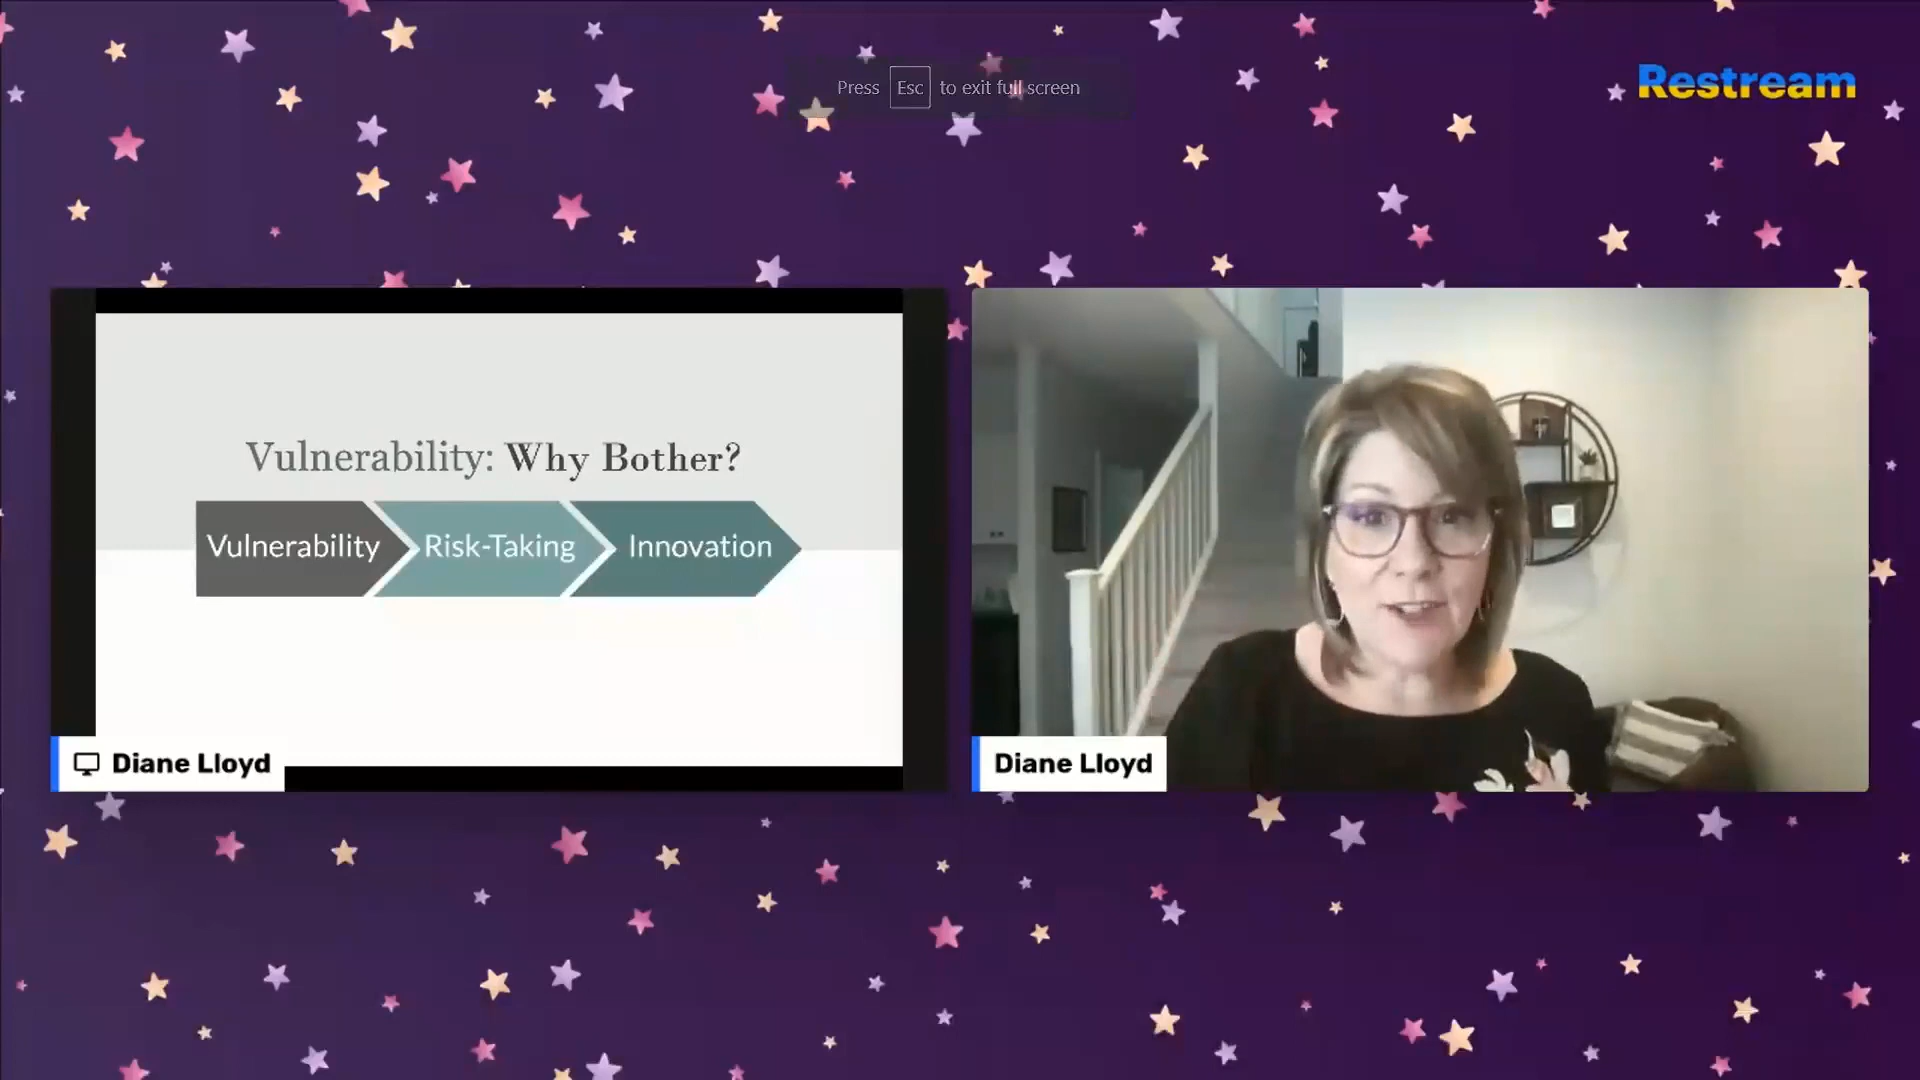 Press Esc to exit full screen
Restream
Vulnerability: Why Bother?
Vulnerability Risk-Taking Innovation
Diane Lloyd
Diane Lloyd